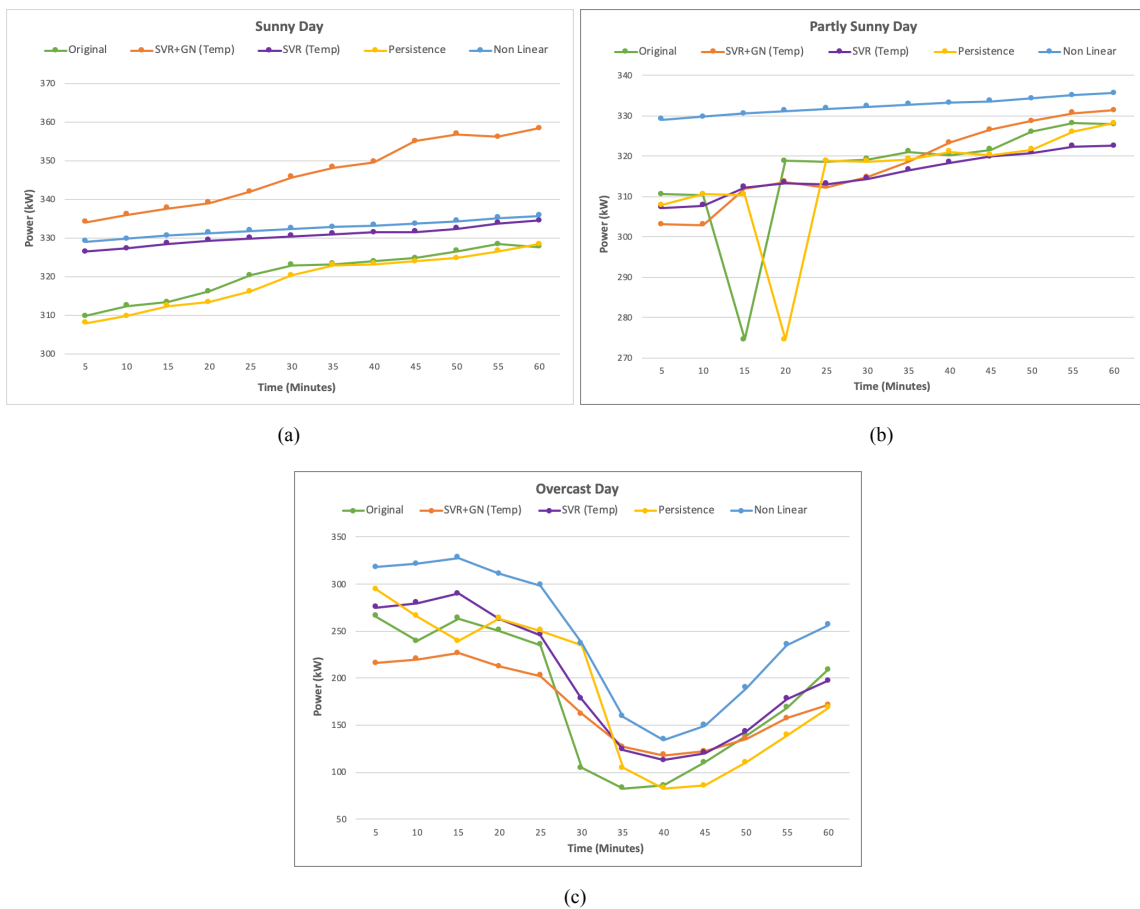 Sunny Day
Original SVR+GN (Temp) SVR (Temp) Persistence Non Linear
370
360
350
340
330
320
310
300
Power (kW)
5 10 15 20 25 30 35 40 45 50 55 60
Time (Minutes)
(a)
Partly Sunny Day
Original SVR+GN (Temp) SVR (Temp) Persistence Non Linear
340
330
320
310
300
290
280
270
Power (kW)
5 10 15 20 25 30 35 40 45 50 55 60
Time (Minutes)
(b)
Overcast Day
Original SVR+GN (Temp) SVR (Temp) Persistence Non Linear
350
300
250
200
150
100
50
Power (kW)
5 10 15 20 25 30 35 40 45 50 55 60
Time (Minutes)
(c)